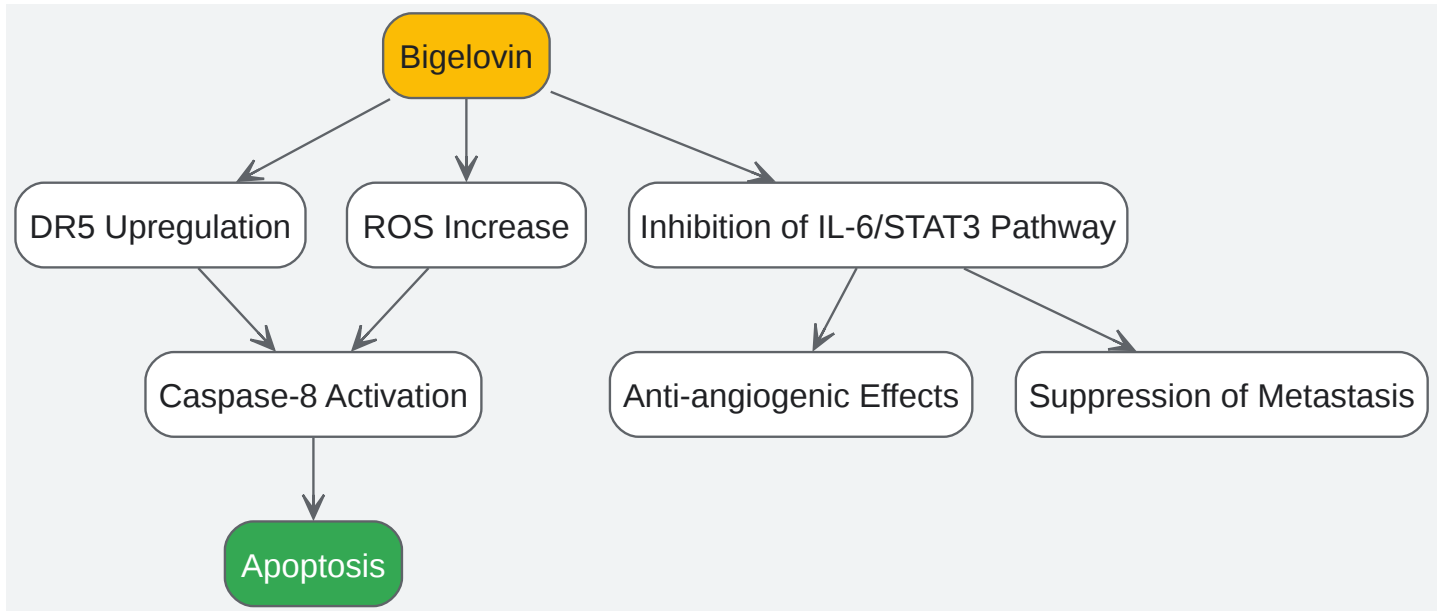 Bigelovin
DR5 Upregulation
ROS Increase
Inhibition of IL-6/STAT3 Pathway
Caspase-8 Activation
Anti-angiogenic Effects
Suppression of Metastasis
Apoptosis